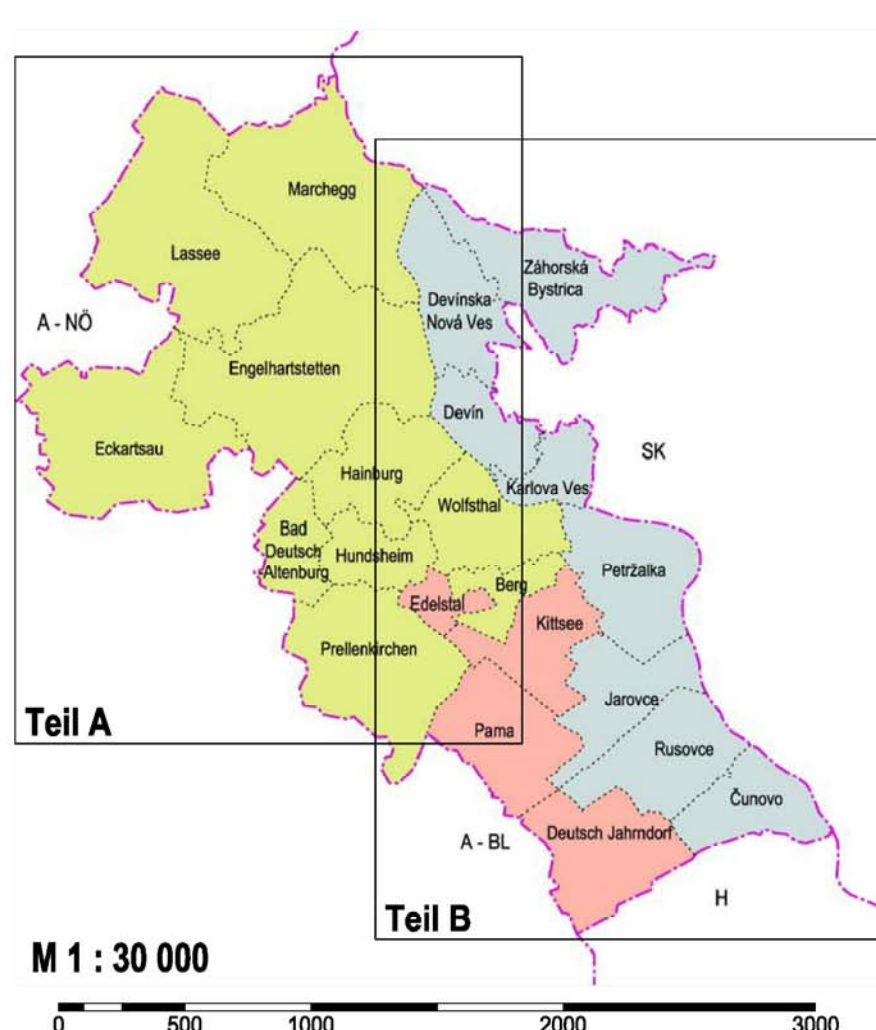 Marchegg
Lassee
Záhorská
Bystrica
Devínska
Nová Ves
A - NÖ
Engelhartstetten
Devín
Eckartsau
SK
Hainburg
Karlova Ves
Wolfsthal
Bad
Deutsch
-Altenburg
Hundsheim
Petržalka
Berg
Edelstal
Kittsee
Prellenkirchen
Jarovce
Teil A
Pama
Rusovce
Čunovo
A - BL
Deutsch Jahrndorf
H
Teil B
M 1 : 30 000
0 500 1000 2000 3000